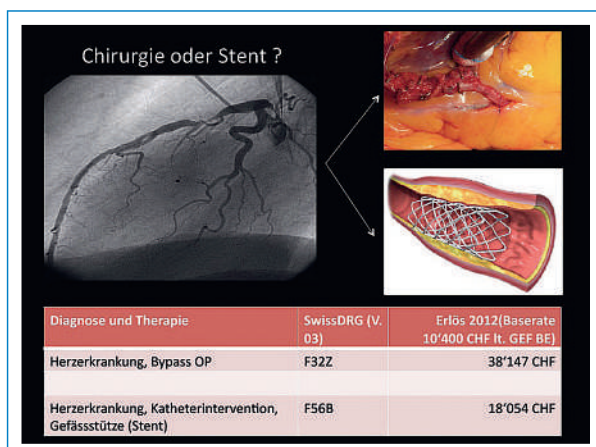 Chirurgie oder Stent ?
Diagnose und Therapie
SwissDRG (V.
03)
Erlös 2012(Baserate
10'400 CHF lt. GEF BE)
Herzerkrankung, Bypass OP
F32Z
38'147 CHF
Herzerkrankung, Katheterintervention,
Gefässstütze (Stent)
F56B
18'054 CHF